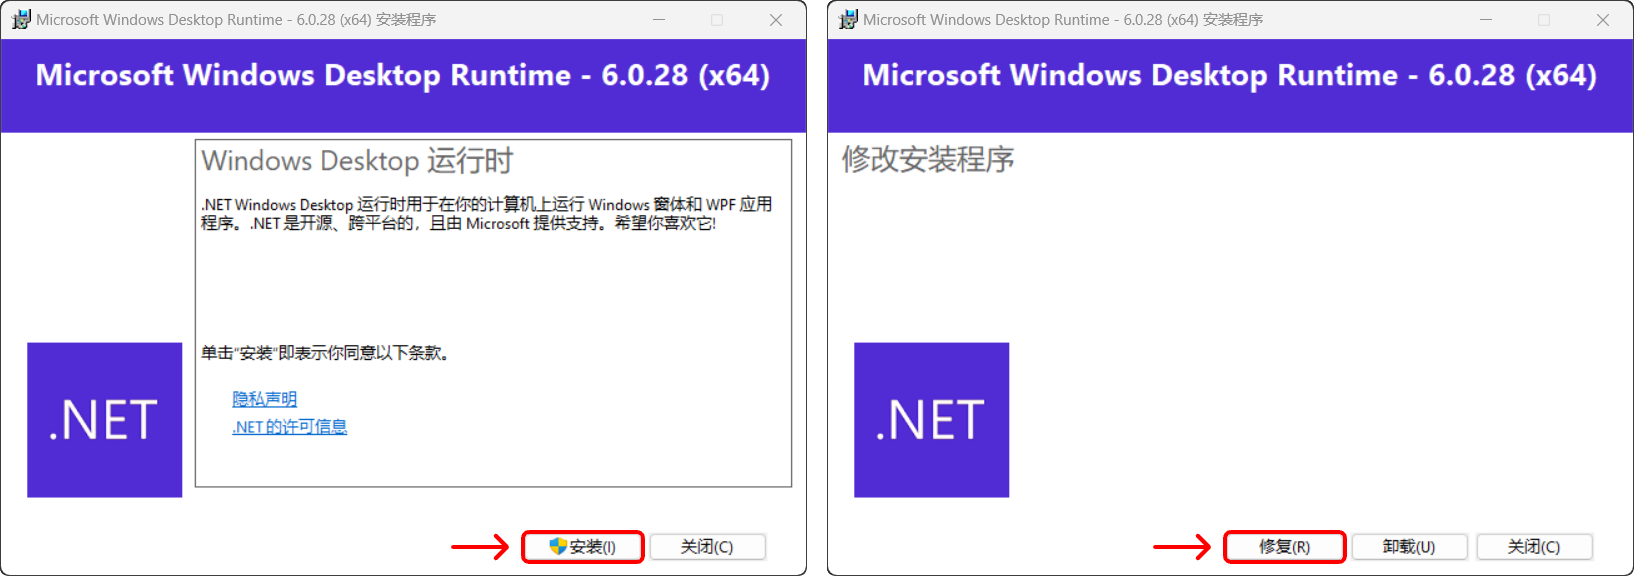 Microsoft Windows Desktop Runtime - 6.0.28 (x64) 安装程序
Microsoft Windows Desktop Runtime - 6.0.28 (x64)
Windows Desktop 运行时
.NET Windows Desktop 运行时用于在你的计算机上运行 Windows 窗体和 WPF 应用
程序。.NET 是开源、跨平台的，且由 Microsoft 提供支持。希望你喜欢它!
单击"安装"即表示你同意以下条款。
隐私声明
.NET 的许可信息
.NET
安装(I)
关闭(C)
Microsoft Windows Desktop Runtime - 6.0.28 (x64) 安装程序
Microsoft Windows Desktop Runtime - 6.0.28 (x64)
修改安装程序
.NET
修复(R)
卸载(U)
关闭(C)